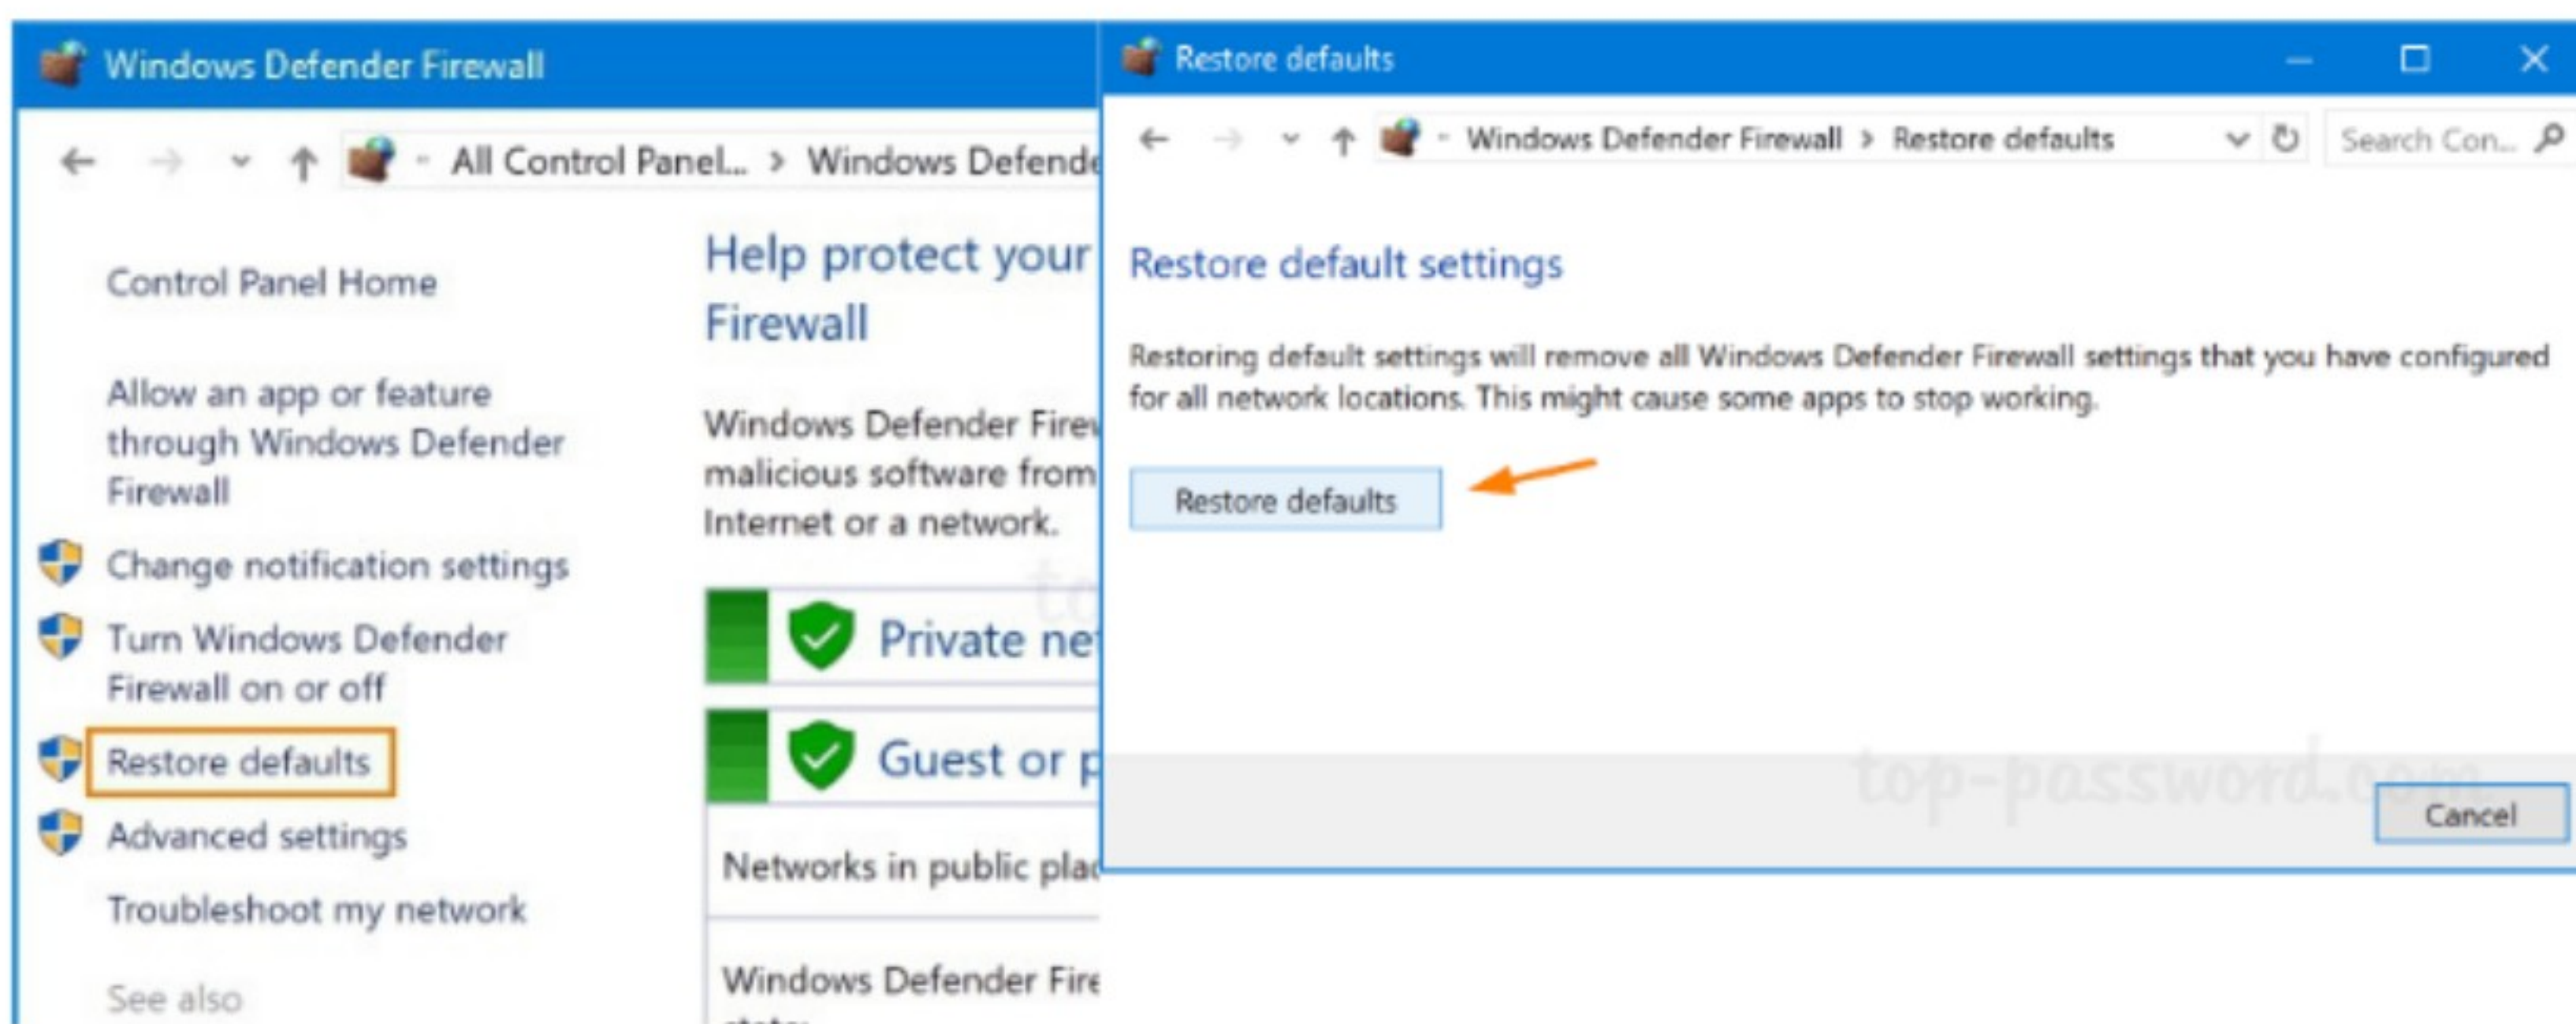 Windows Defender Firewall
All Control Panel... > Windows Defende
Control Panel Home
Allow an app or feature
through Windows Defender
Firewall
Change notification settings
Turn Windows Defender
Firewall on or off
Restore defaults
Advanced settings
Troubleshoot my network
See also
Help protect your
Firewall
Windows Defender Firew
malicious software from
Internet or a network.
Private net
Guest or p
Networks in public plac
Windows Defender Fire
Restore defaults
Windows Defender Firewall > Restore defaults
Search Con...
Restore default settings
Restoring default settings will remove all Windows Defender Firewall settings that you have configured
for all network locations. This might cause some apps to stop working.
Restore defaults
top-password.com
Cancel